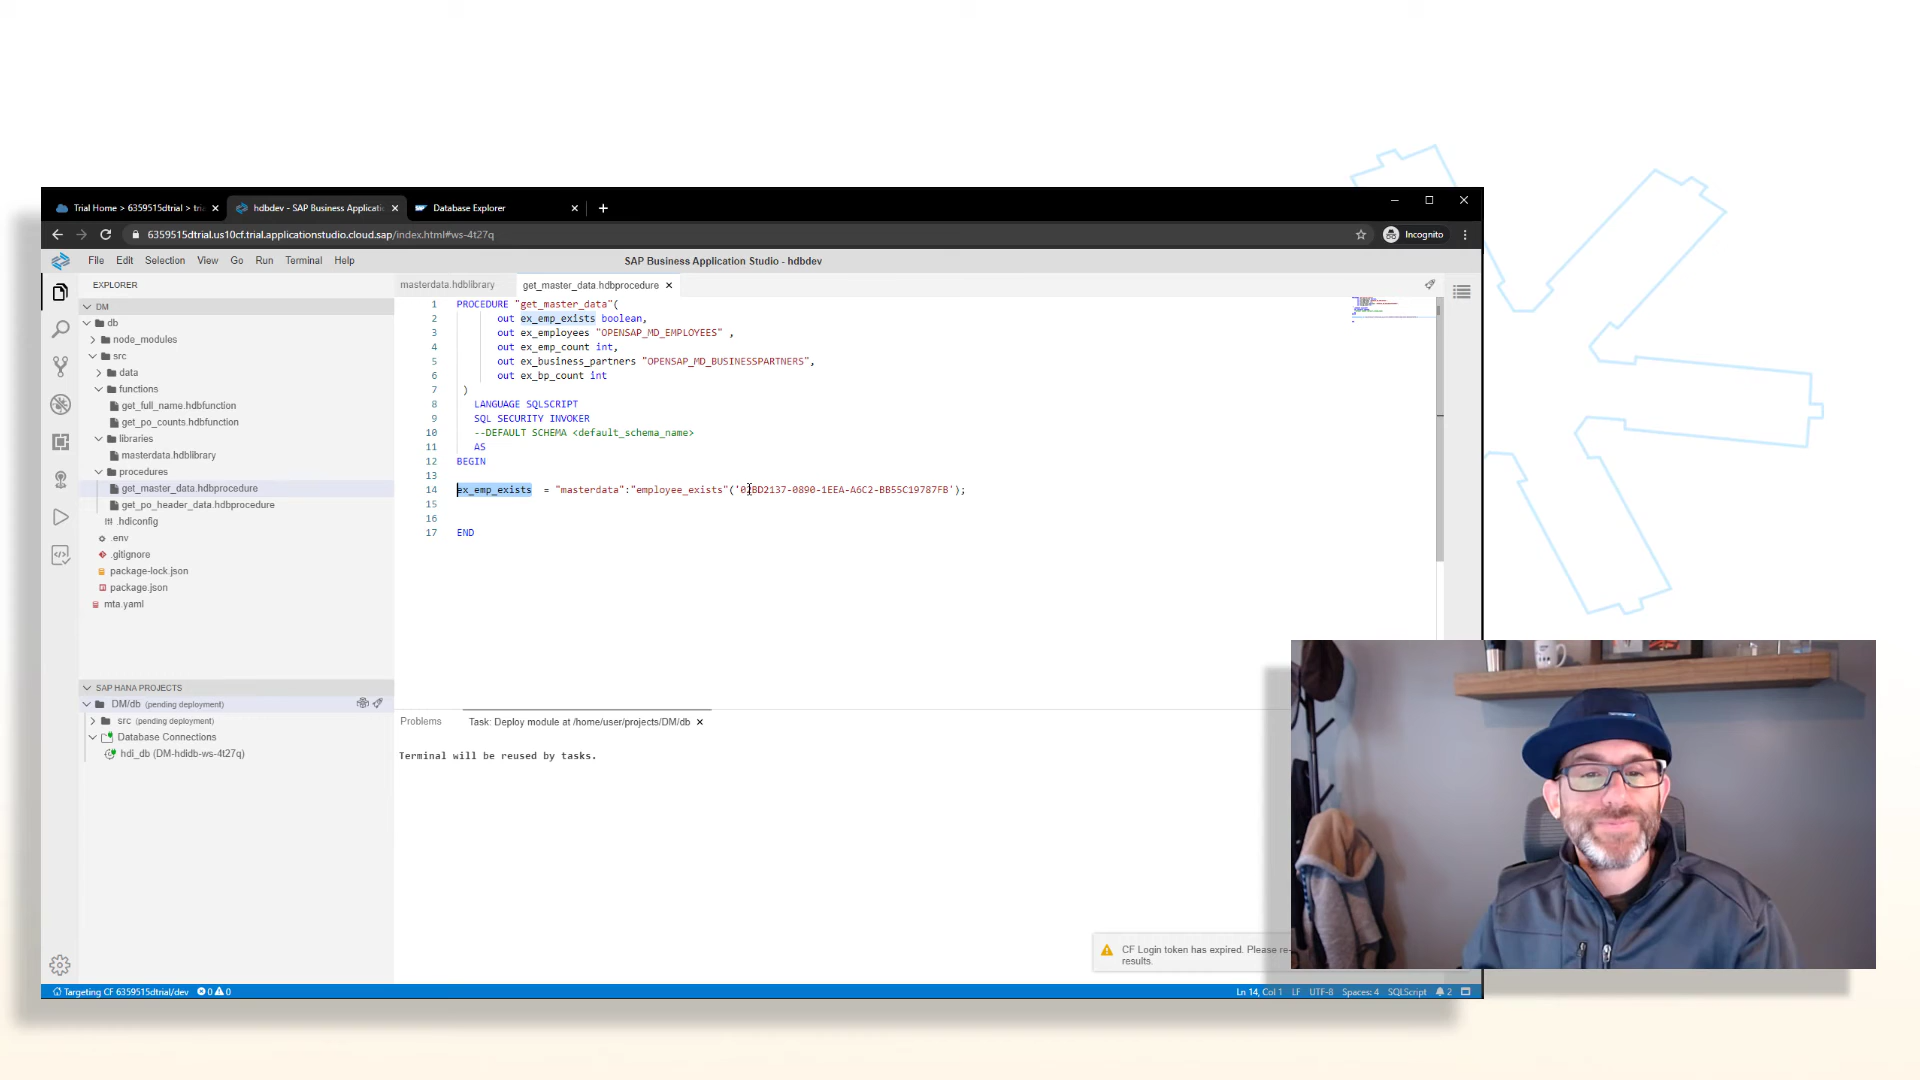 Trial Home > 6359515dtrial > tri
hdbdev - SAP Business Applicati
Database Explorer
6359515dtrial.us10cf.trial.applicationstudio.cloud.sap/index.html#ws-4t27q
Incognito
File Edit Selection View Go Run Terminal Help
SAP Business Application Studio - hdbdev
EXPLORER
DM
db
node_modules
src
data
functions
get_full_name.hdbfunction
get_po_counts.hdbfunction
libraries
masterdata.hdblibrary
procedures
get_master_data.hdbprocedure
get_po_header_data.hdbprocedure
.hdiconfig
.env
.gitignore
package-lock.json
package.json
mta.yaml
SAP HANA PROJECTS
DM/db (pending deployment)
src (pending deployment)
Database Connections
hdi_db (DM-hdidb-ws-4t27q)
masterdata.hdblibrary
get_master_data.hdbprocedure
1 PROCEDURE "get_master_data"(
2 out ex_emp_exists boolean,
3 out ex_employees "OPENSAP_MD_EMPLOYEES" ,
4 out ex_emp_count int,
5 out ex_business_partners "OPENSAP_MD_BUSINESSPARTNERS",
6 out ex_bp_count int
7 )
8 LANGUAGE SQLSCRIPT
9 SQL SECURITY INVOKER
10 --DEFAULT SCHEMA <default_schema_name>
11 AS
12 BEGIN
13
14 ex_emp_exists = "masterdata":"employee_exists"('02BD2137-0890-1EEA-A6C2-BB55C19787FB');
15
16
17 END
Problems
Task: Deploy module at /home/user/projects/DM/db
Terminal will be reused by tasks.
CF Login token has expired. Please re-
results.
Targeting CF 6359515dtrial/dev 0 0
Ln 14, Col 1 LF UTF-8 Spaces: 4 SQLScript 2